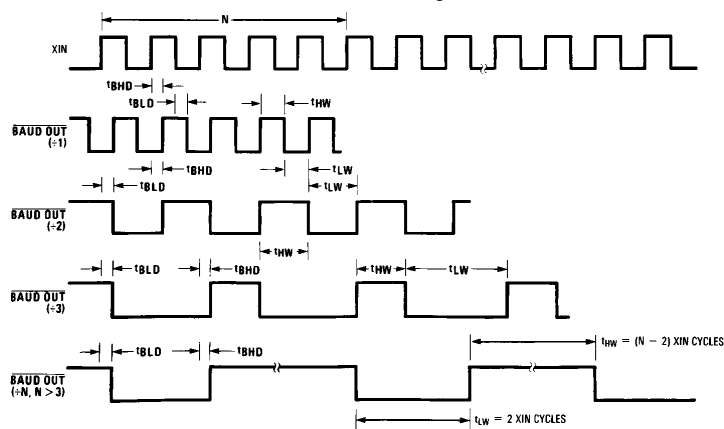 N
XIN
tBHD
tBLD
tHW
BAUD OUT
(÷1)
tBHD
tLW
tBLD
tLW
BAUD OUT
(÷2)
tHW
tBLD
tBHD
tHW
tLW
BAUD OUT
(÷3)
tBLD
tBHD
tHW = (N − 2) XIN CYCLES
BAUD OUT
(÷N, N > 3)
tLW = 2 XIN CYCLES